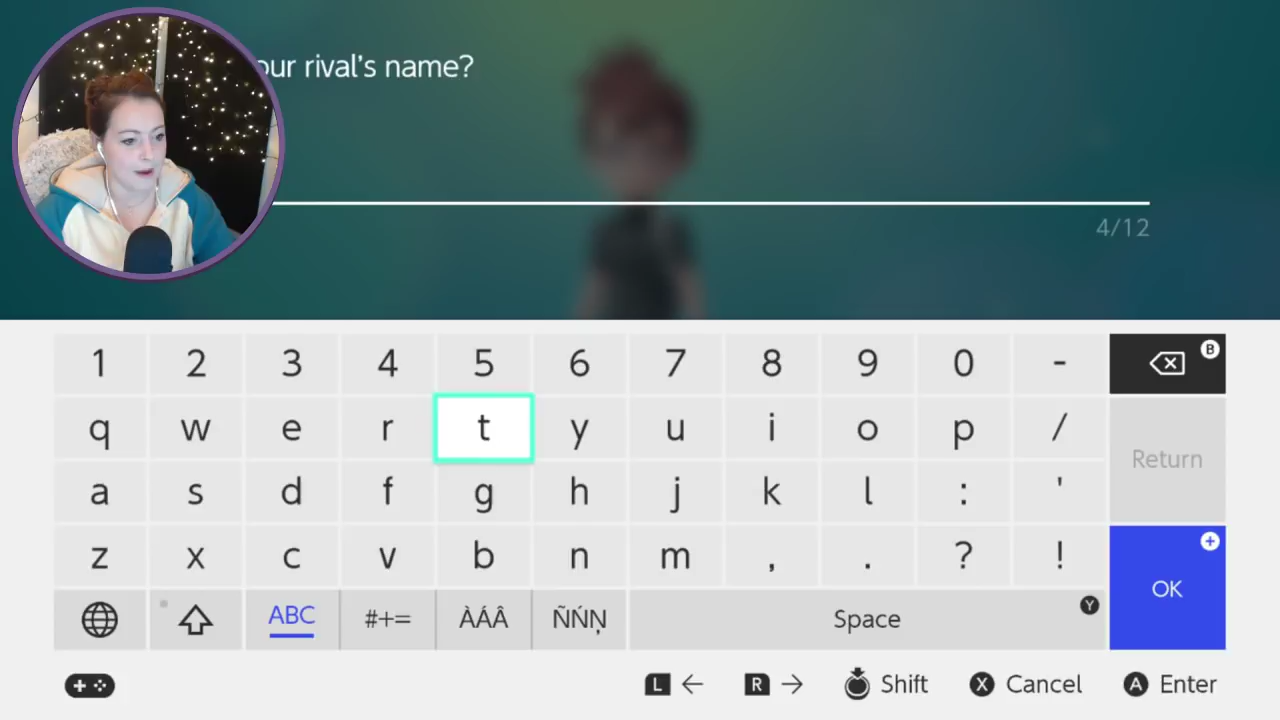 our rival's name?
4/12
1 2 3 4 5 6 7 8 9 0 - B
q w e r t y u i o p /
Return
a s d f g h j k l : '
z x c v b n m , . ? ! +
OK
ABC #+= ÀÁÂ ÑŃŅ Space Y
L ← R → Shift X Cancel A Enter